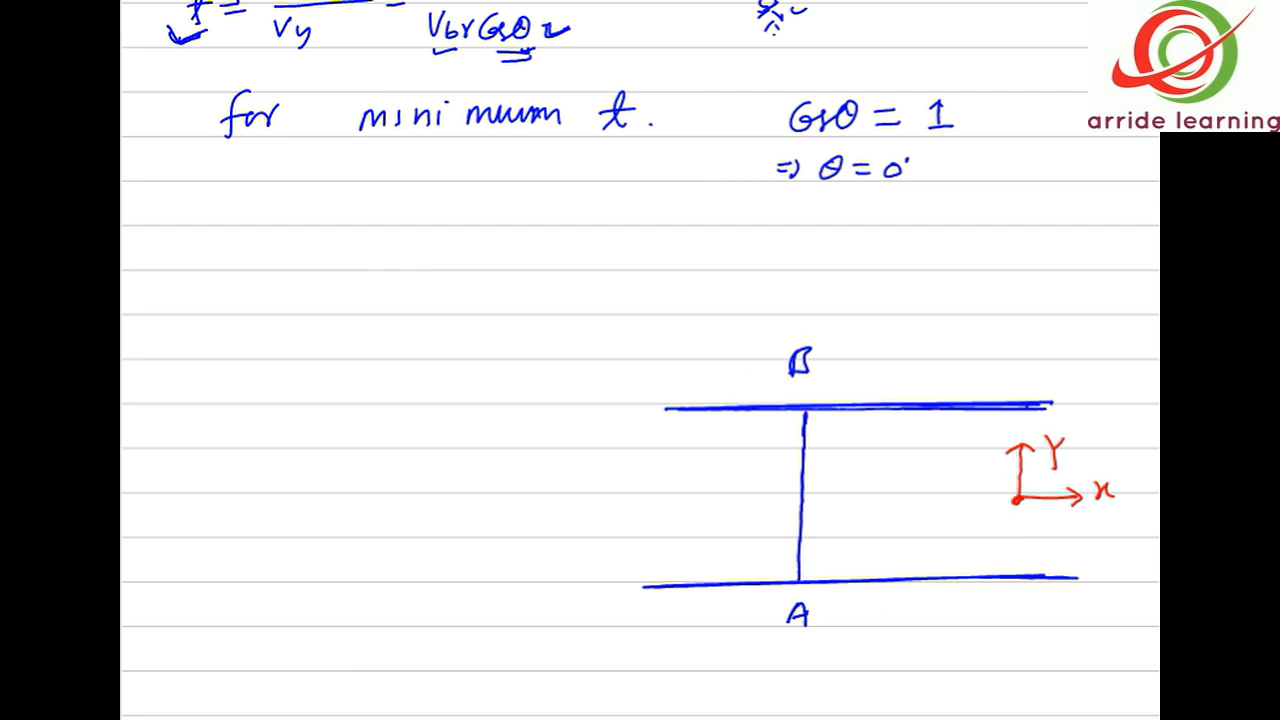 t = / Vy =
Vbr Cosθ
for minimum t. Cosθ = 1
⇒ θ = 0°
B
Y
x
A
arride learning